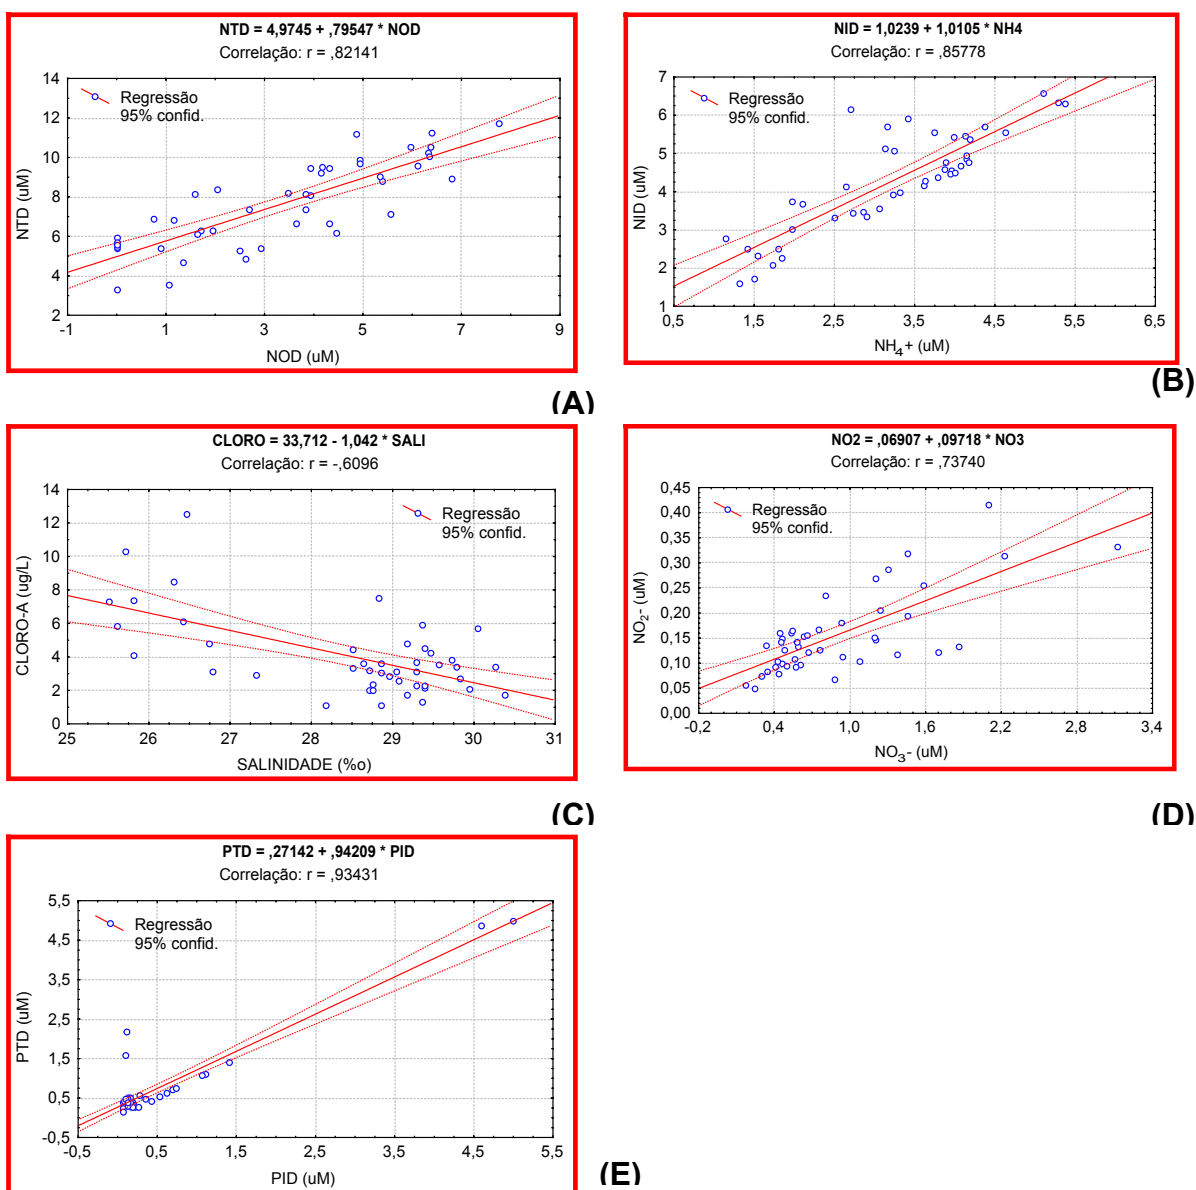 NTD = 4,9745 + ,79547 * NOD
Correlação: r = ,82141
Regressão
95% confid.
14
12
10
8
6
4
2
NTD (uM)
-1
1
3
5
7
9
NOD (uM)
(A)
NID = 1,0239 + 1,0105 * NH4
Correlação: r = ,85778
Regressão
95% confid.
7
6
5
4
3
2
1
NID (uM)
0,5
1,5
2,5
3,5
4,5
5,5
6,5
NH4+ (uM)
(B)
CLORO = 33,712 - 1,042 * SALI
Correlação: r = -,6096
Regressão
95% confid.
14
12
10
8
6
4
2
0
CLORO-A (ug/L)
25
26
27
28
29
30
31
SALINIDADE (%o)
(C)
NO2 = ,06907 + ,09718 * NO3
Correlação: r = ,73740
Regressão
95% confid.
0,45
0,40
0,35
0,30
0,25
0,20
0,15
0,10
0,05
0,00
NO2- (uM)
-0,2
0,4
1,0
1,6
2,2
2,8
3,4
NO3- (uM)
(D)
PTD = ,27142 + ,94209 * PID
Correlação: r = ,93431
Regressão
95% confid.
5,5
4,5
3,5
2,5
1,5
0,5
-0,5
PTD (uM)
-0,5
0,5
1,5
2,5
3,5
4,5
5,5
PID (uM)
(E)